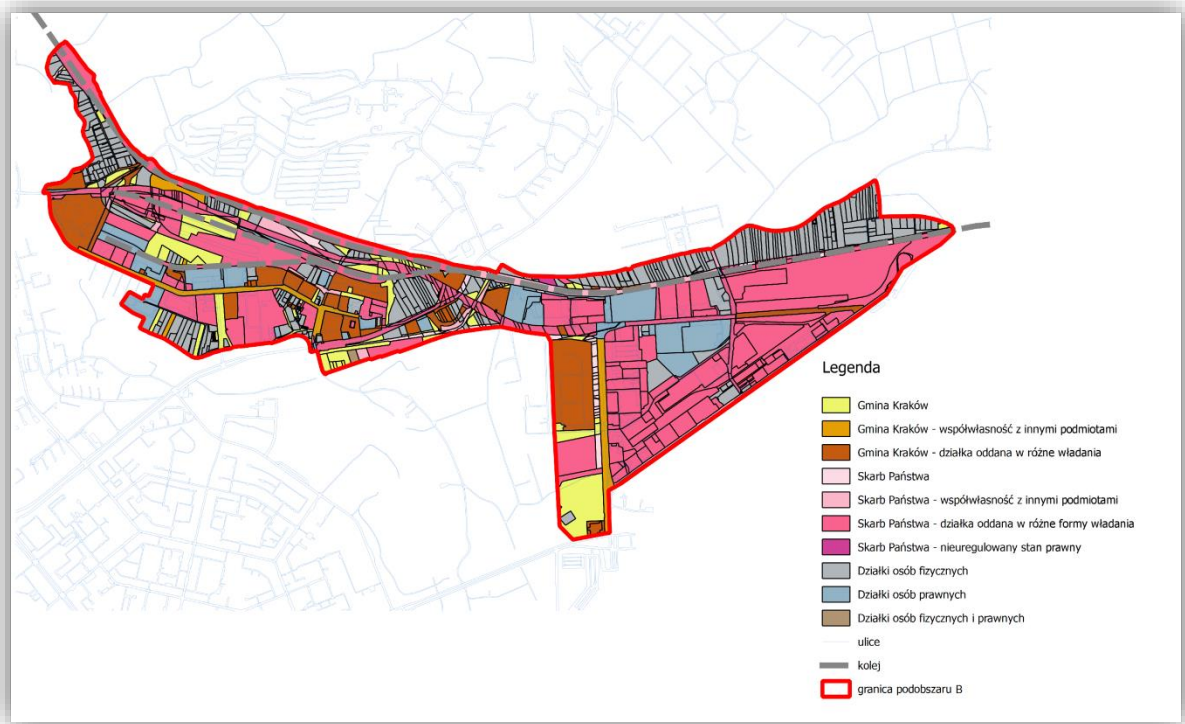 Legenda
Gmina Kraków
Gmina Kraków - współwłasność z innymi podmiotami
Gmina Kraków - działka oddana w różne władania
Skarb Państwa
Skarb Państwa - współwłasność z innymi podmiotami
Skarb Państwa - działka oddana w różne formy władania
Skarb Państwa - nieuregulowany stan prawny
Działki osób fizycznych
Działki osób prawnych
Działki osób fizycznych i prawnych
ulice
kolej
granica podobszaru B